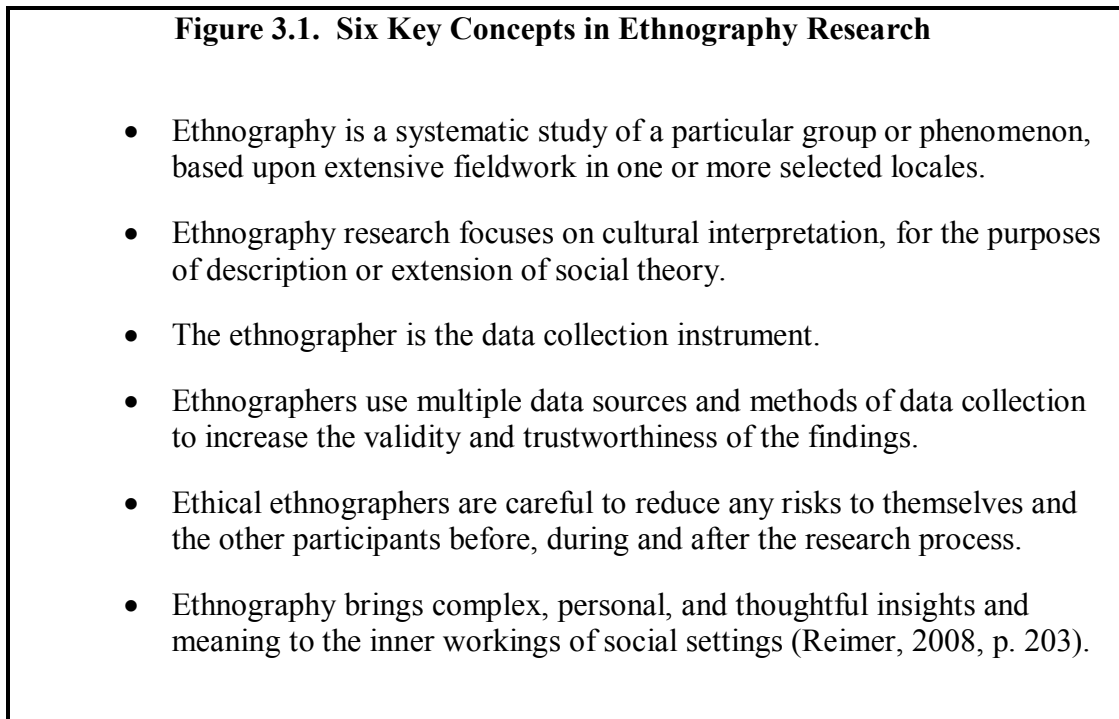 Figure 3.1.  Six Key Concepts in Ethnography Research
• Ethnography is a systematic study of a particular group or phenomenon,
based upon extensive fieldwork in one or more selected locales.
• Ethnography research focuses on cultural interpretation, for the purposes
of description or extension of social theory.
• The ethnographer is the data collection instrument.
• Ethnographers use multiple data sources and methods of data collection
to increase the validity and trustworthiness of the findings.
• Ethical ethnographers are careful to reduce any risks to themselves and
the other participants before, during and after the research process.
• Ethnography brings complex, personal, and thoughtful insights and
meaning to the inner workings of social settings (Reimer, 2008, p. 203).